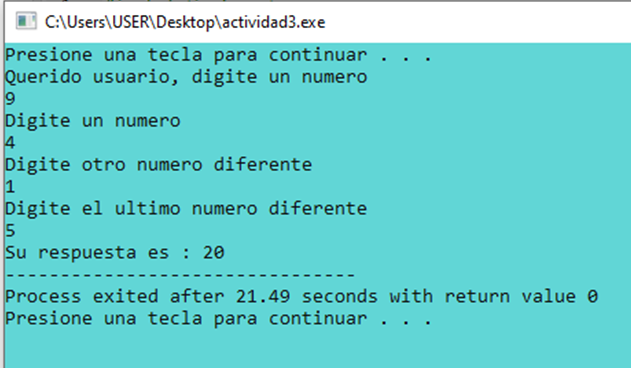 C:\Users\USER\Desktop\actividad3.exe
Presione una tecla para continuar . . .
Querido usuario, digite un numero
9
Digite un numero
4
Digite otro numero diferente
1
Digite el ultimo numero diferente
5
Su respuesta es : 20
--------------------------------
Process exited after 21.49 seconds with return value 0
Presione una tecla para continuar . . .